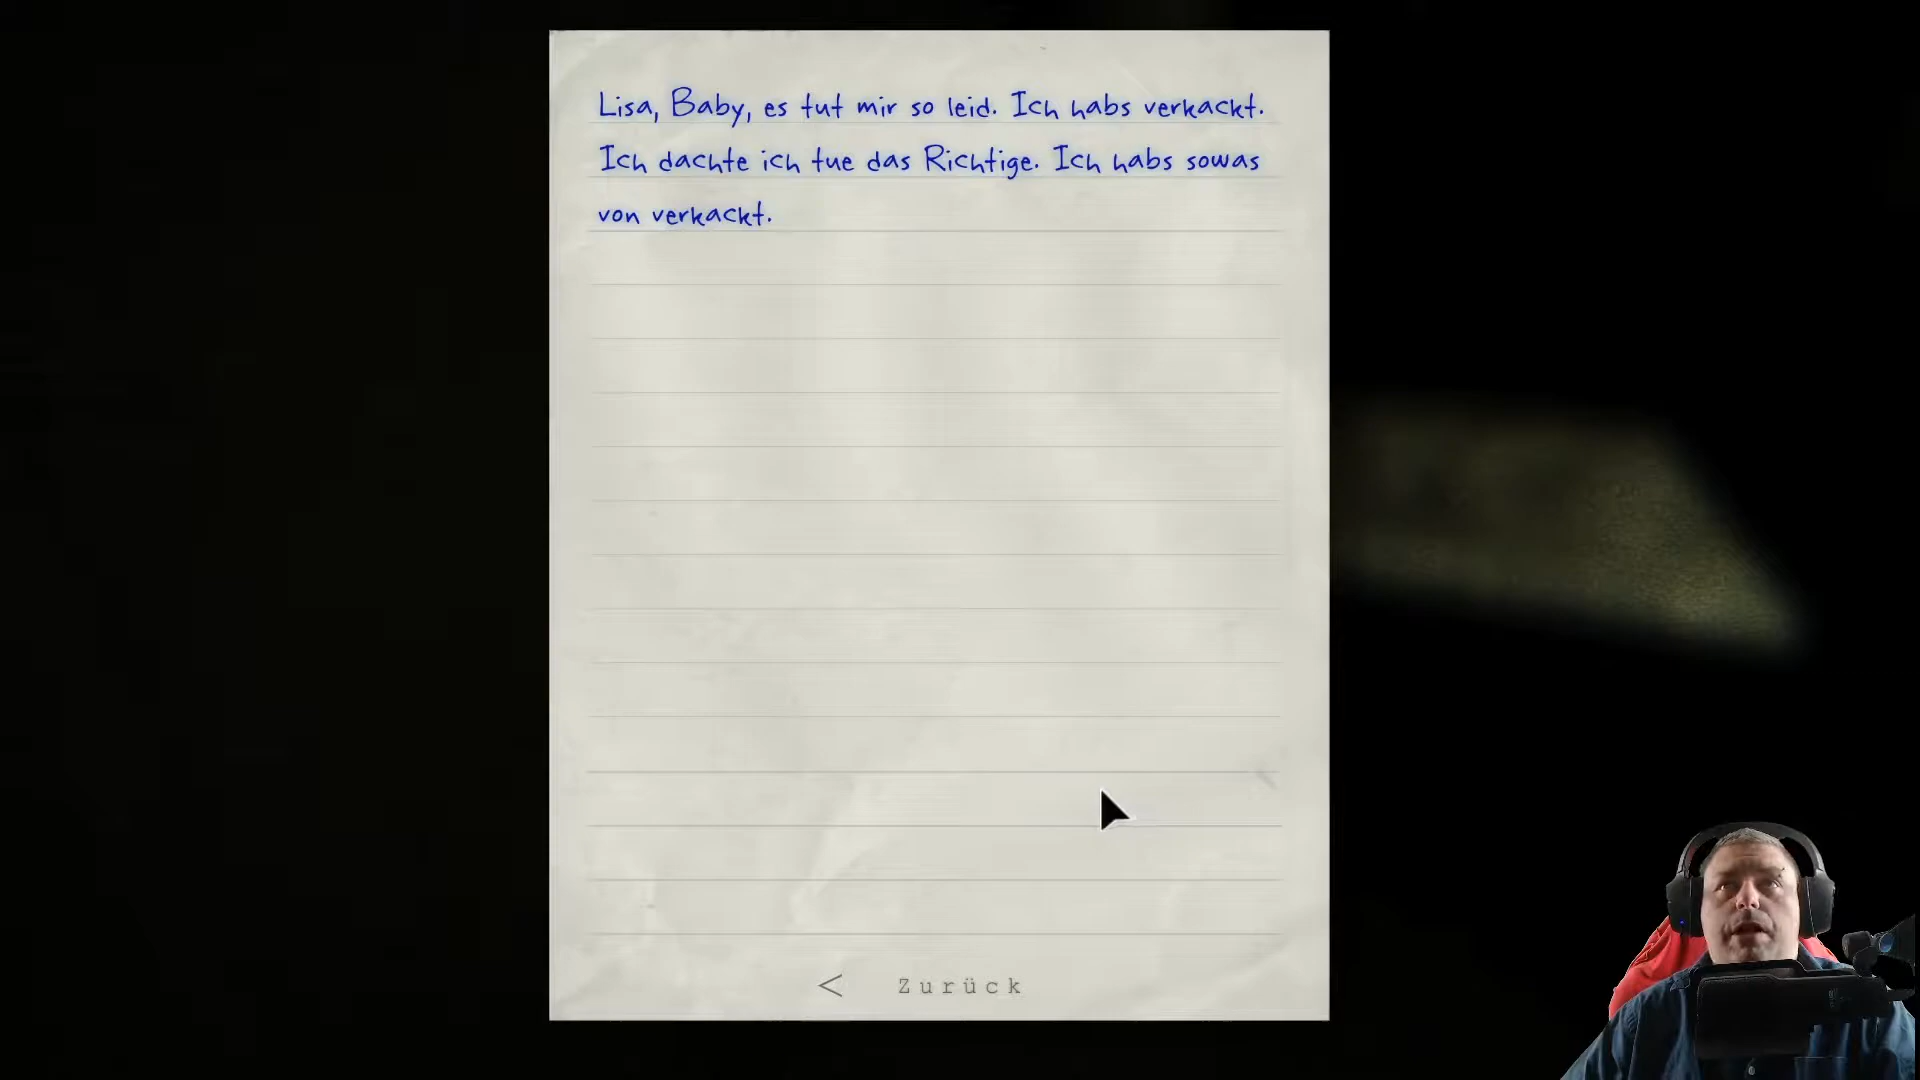 Lisa, Baby, es tut mir so leid. Ich habs verkackt.
Ich dachte ich tue das Richtige. Ich habs sowas
von verkackt.
< Zurück